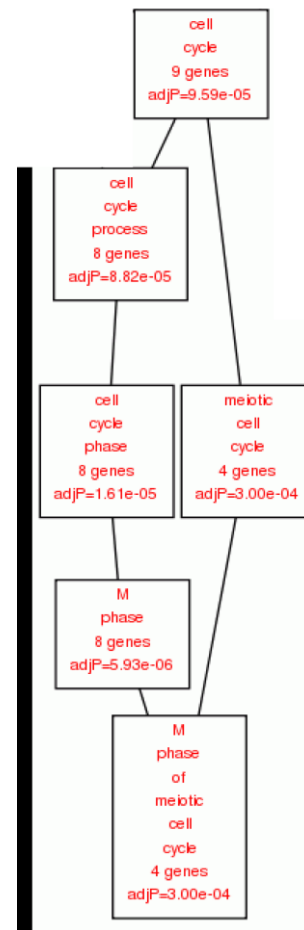 cell
cycle
9 genes
adjP=9.59e-05
cell
cycle
process
8 genes
adjP=8.82e-05
cell
cycle
phase
8 genes
adjP=1.61e-05
meiotic
cell
cycle
4 genes
adjP=3.00e-04
M
phase
8 genes
adjP=5.93e-06
M
phase
of
meiotic
cell
cycle
4 genes
adjP=3.00e-04